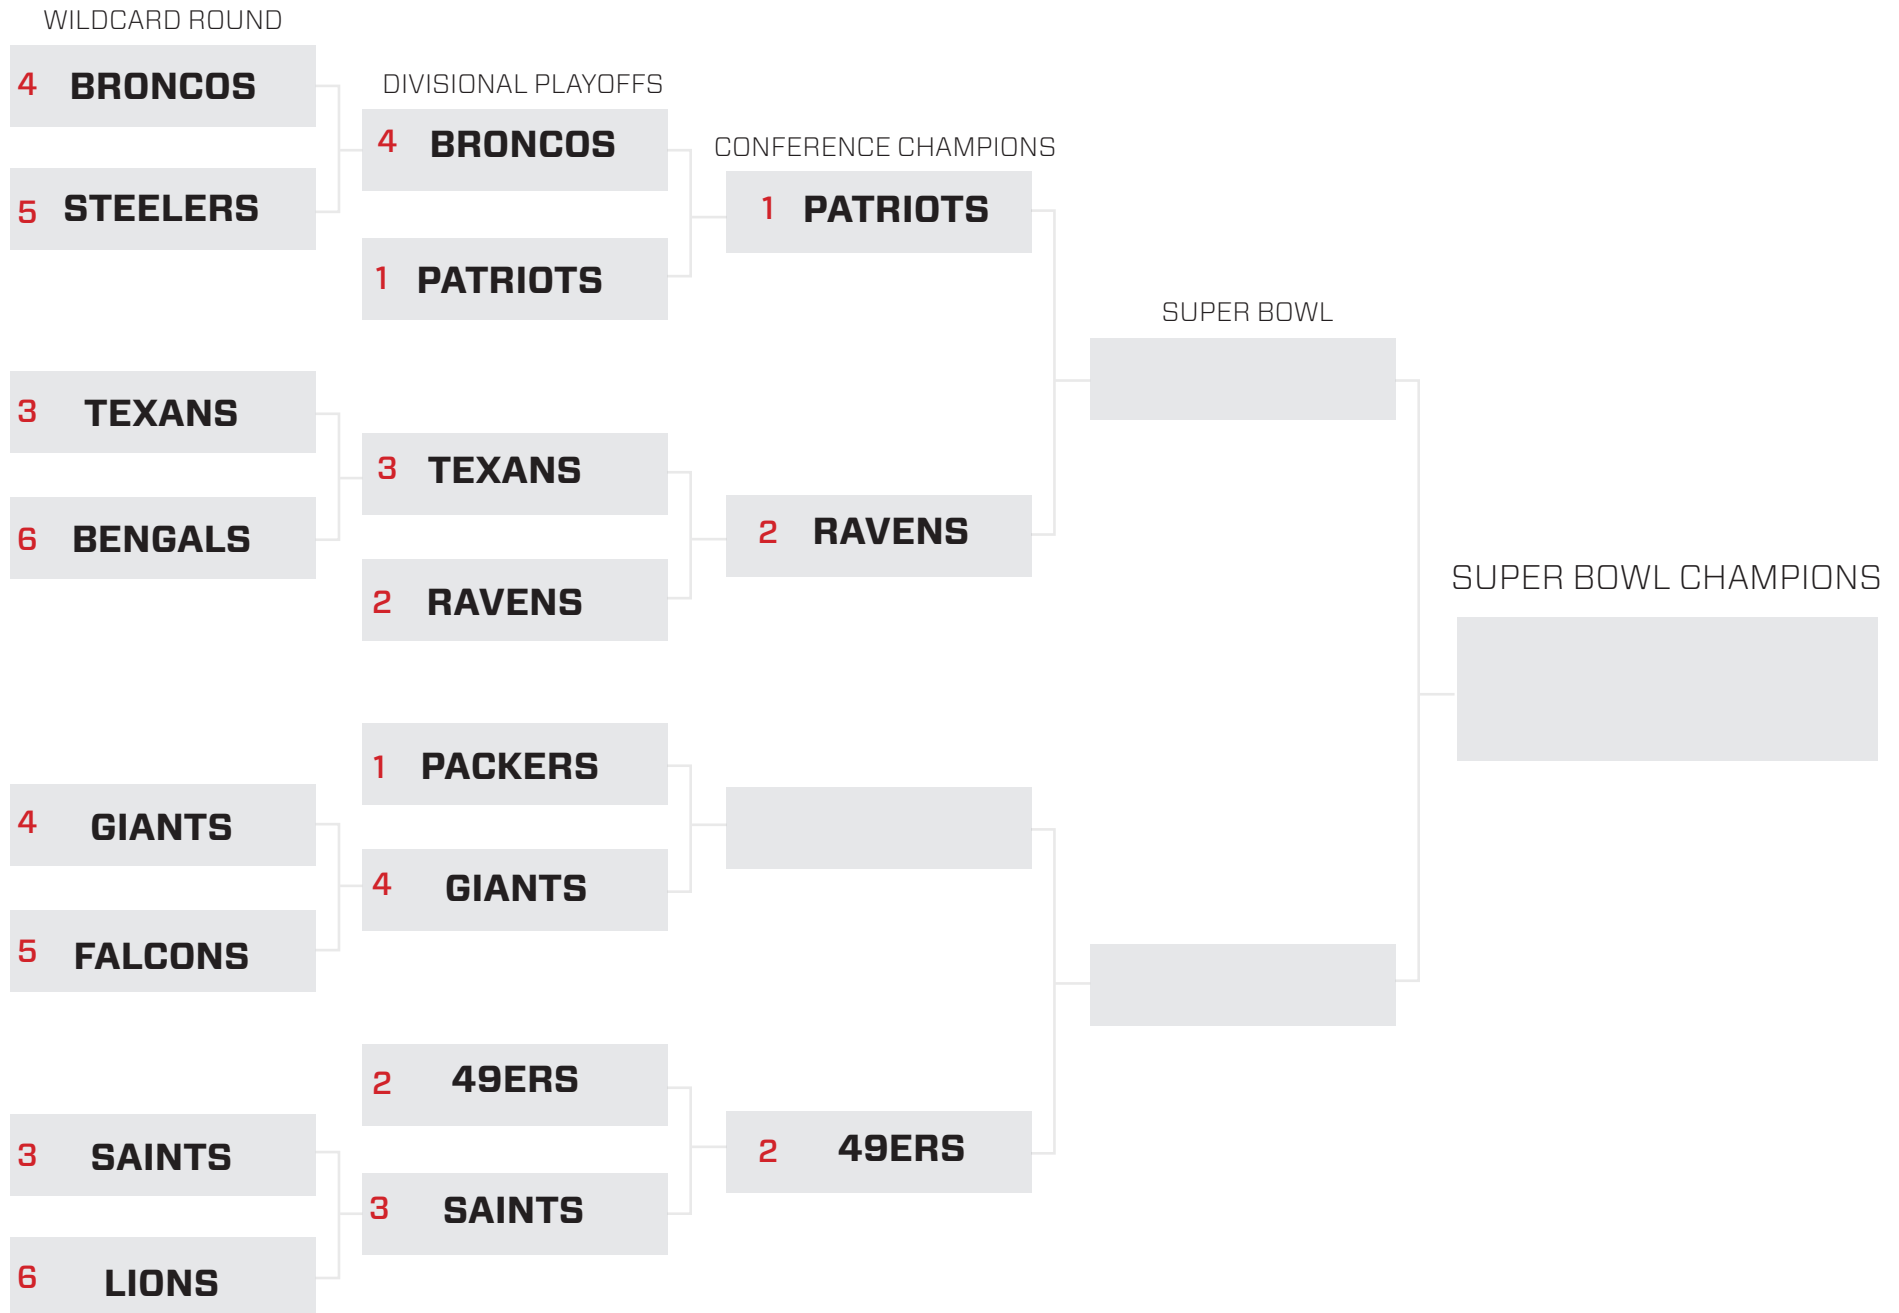 WILDCARD ROUND
4 BRONCOS
5 STEELERS
3 TEXANS
6 BENGALS
4 GIANTS
5 FALCONS
3 SAINTS
6 LIONS
DIVISIONAL PLAYOFFS
4 BRONCOS
1 PATRIOTS
3 TEXANS
2 RAVENS
1 PACKERS
4 GIANTS
2 49ERS
3 SAINTS
CONFERENCE CHAMPIONS
1 PATRIOTS
2 RAVENS
2 49ERS
SUPER BOWL
SUPER BOWL CHAMPIONS